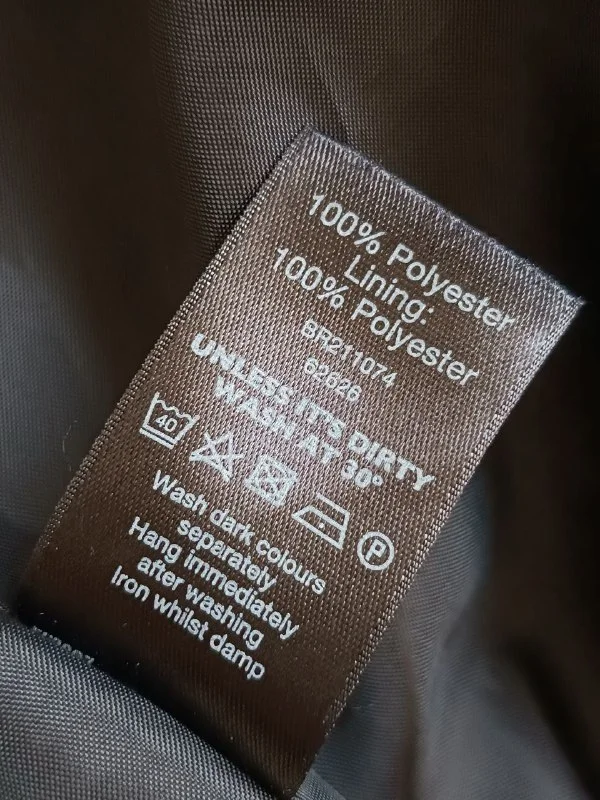 100% Polyester
Lining:
100% Polyester
BR211074
62626
UNLESS IT'S DIRTY
WASH AT 30°
40
P
Wash dark colours
separately
Hang immediately
after washing
Iron whilst damp